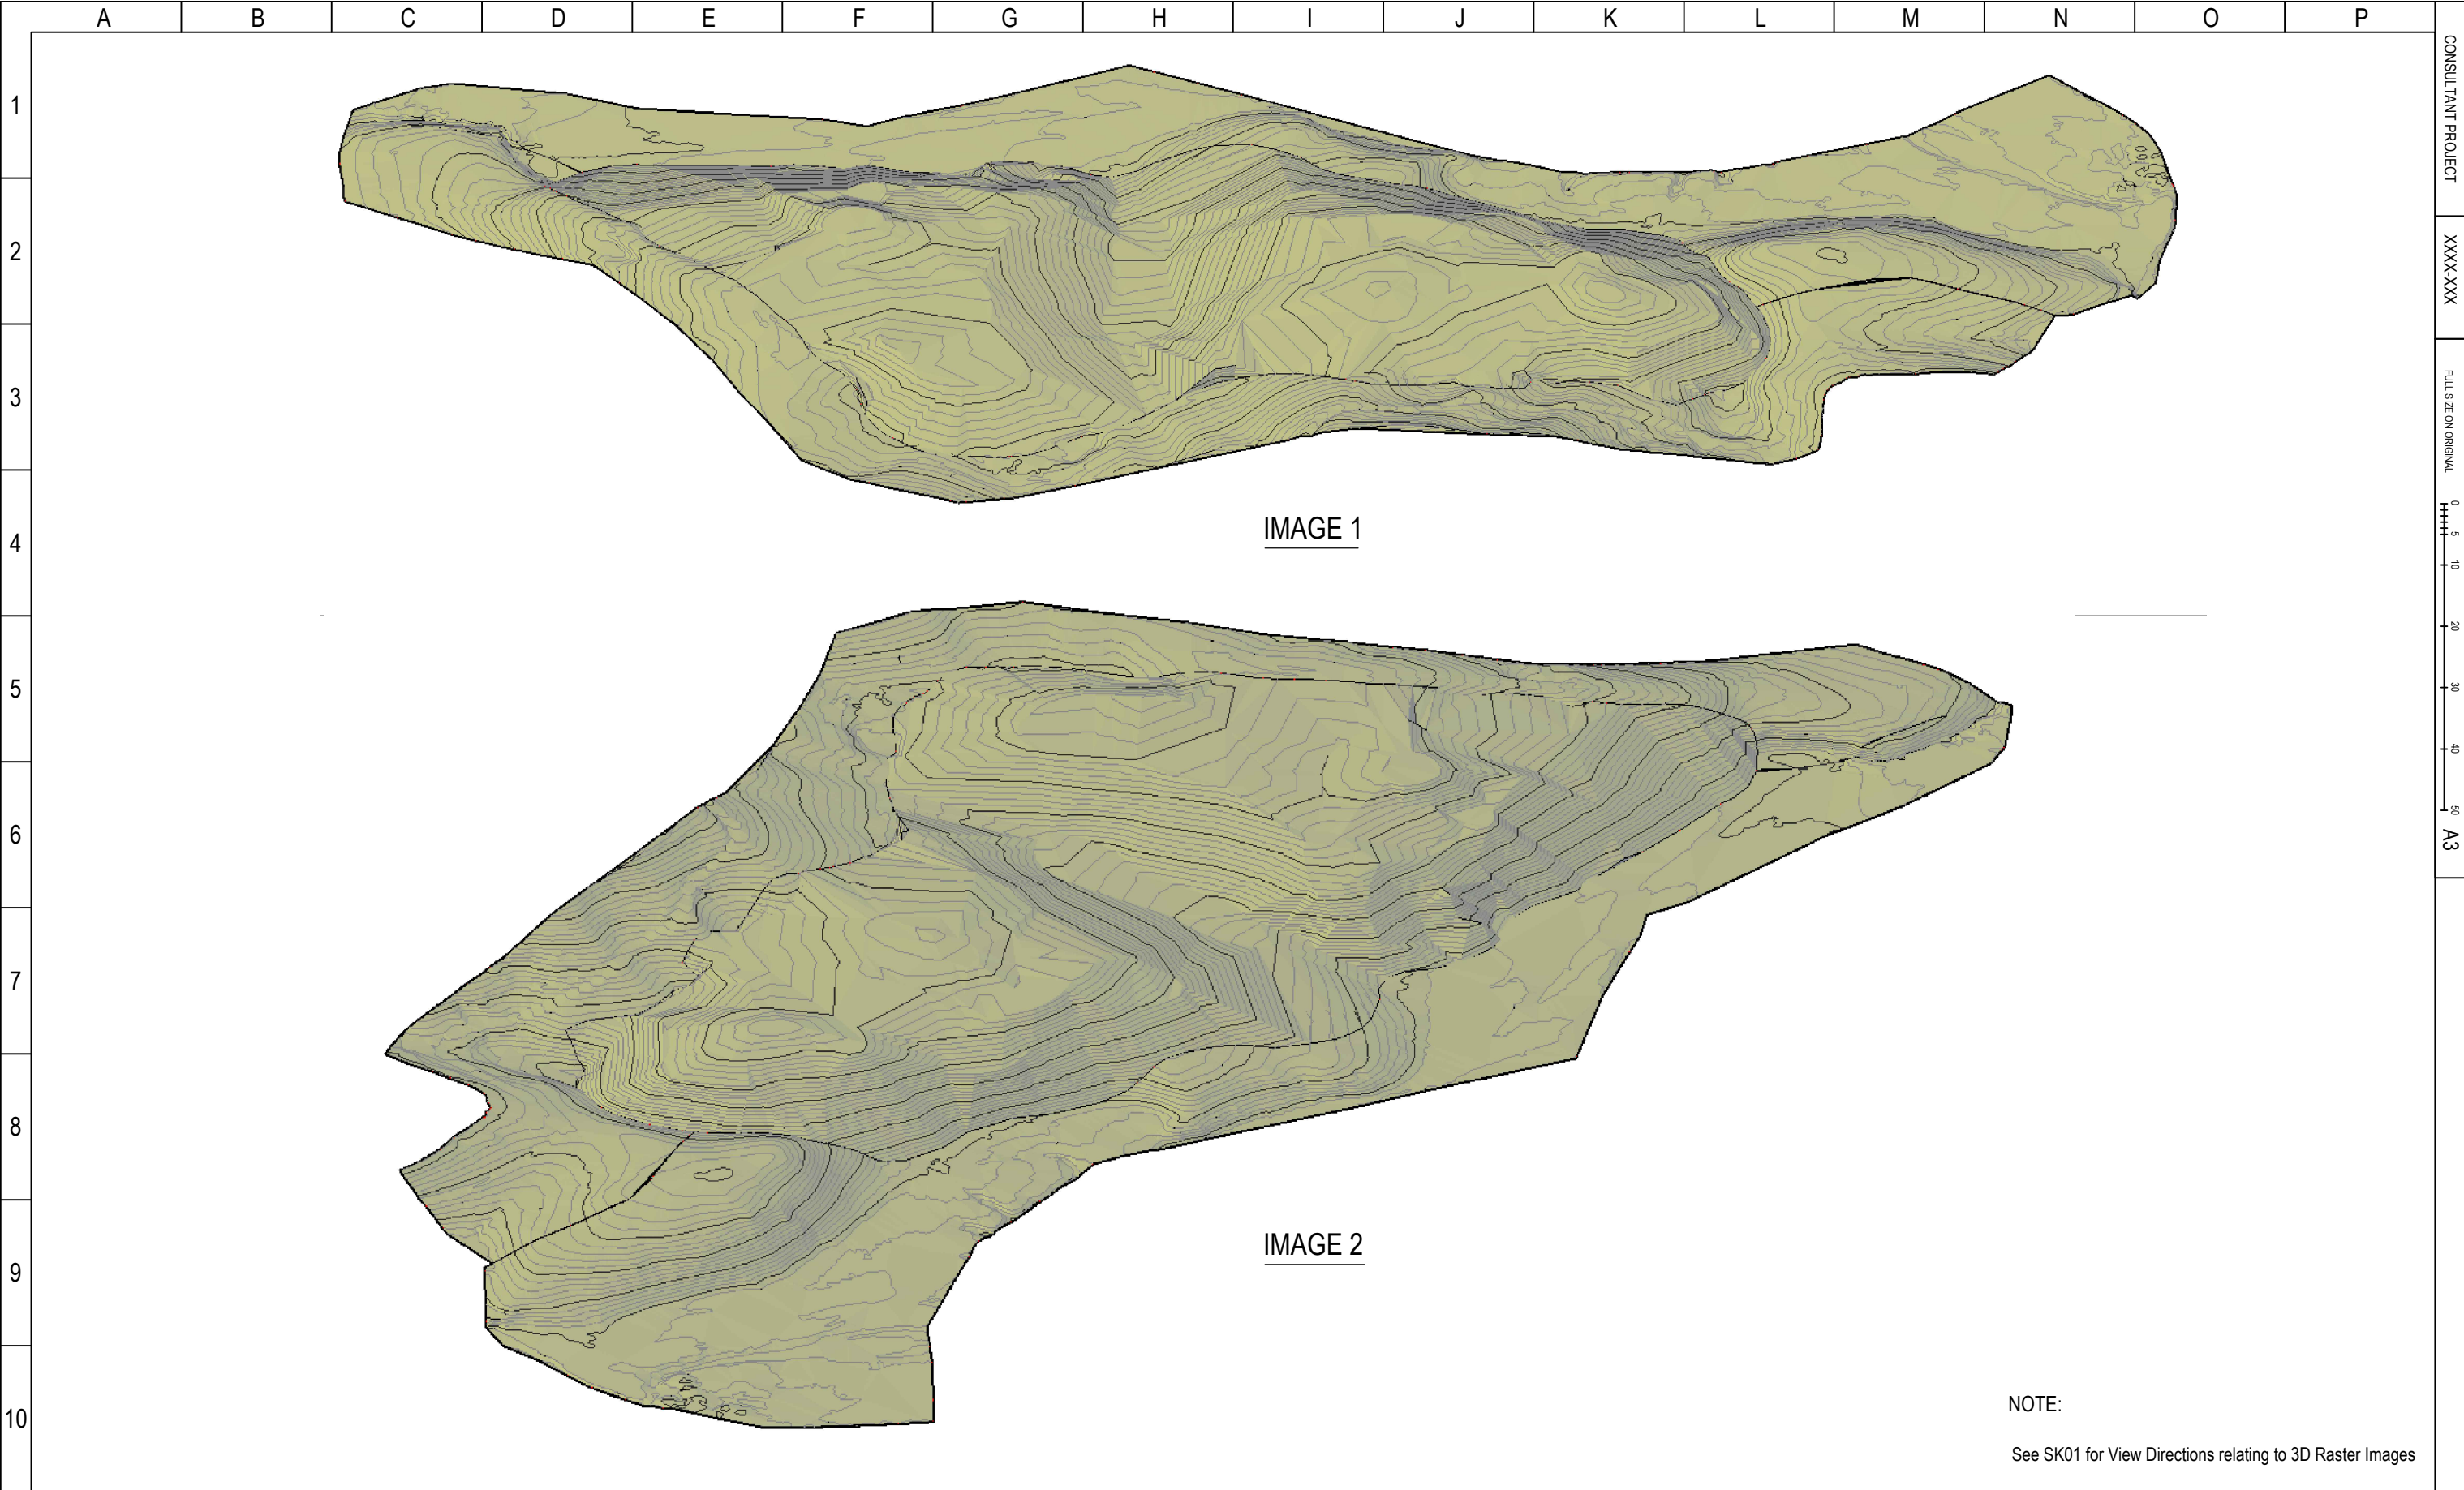 A B C D E F G H I J K L M N O P
1
2
3
4
5
6
7
8
9
10
IMAGE 1
IMAGE 2
NOTE:
See SK01 for View Directions relating to 3D Raster Images
CONSULTANT PROJECT
XXXX-XXX
FULL SIZE ON ORIGINAL
0 5 10 20 30 40 50
A3